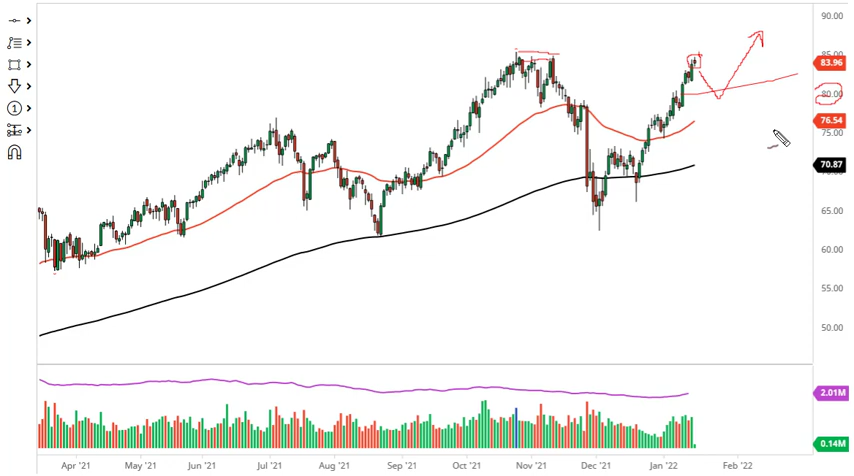 90.00
85.00
83.96
80.00
76.54
75.00
70.87
65.00
60.00
55.00
50.00
2.01M
0.14M
1
Apr '21
May '21
Jun '21
Jul '21
Aug '21
Sep '21
Oct '21
Nov '21
Dec '21
Jan '22
Feb '22